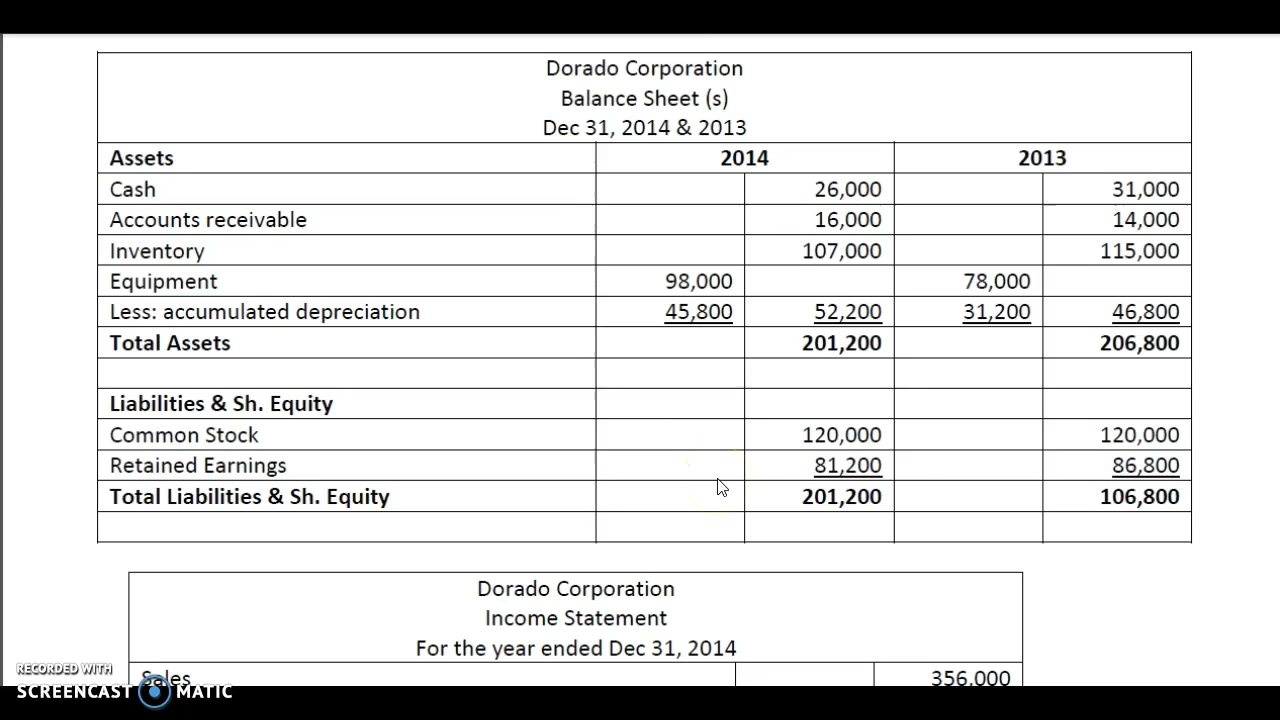 Dorado Corporation
Balance Sheet (s)
Dec 31, 2014 & 2013
Assets 2014 2013
Cash 26,000 31,000
Accounts receivable 16,000 14,000
Inventory 107,000 115,000
Equipment 98,000 78,000
Less: accumulated depreciation 45,800 52,200 31,200 46,800
Total Assets 201,200 206,800
Liabilities & Sh. Equity
Common Stock 120,000 120,000
Retained Earnings 81,200 86,800
Total Liabilities & Sh. Equity 201,200 106,800
Dorado Corporation
Income Statement
For the year ended Dec 31, 2014
Sales 356,000
RECORDED WITH
SCREENCAST MATIC